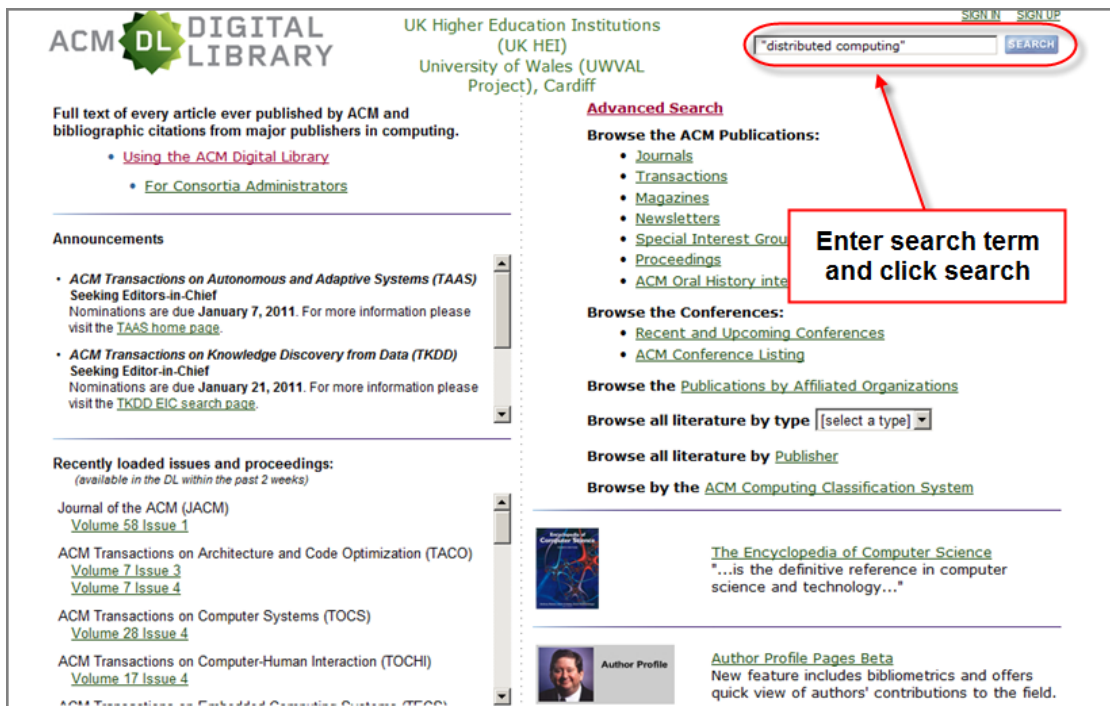 ACM DL DIGITAL
LIBRARY
UK Higher Education Institutions
(UK HEI)
University of Wales (UWVAL
Project), Cardiff
SIGN IN SIGN UP
"distributed computing" SEARCH
Full text of every article ever published by ACM and
bibliographic citations from major publishers in computing.
• Using the ACM Digital Library
• For Consortia Administrators
Announcements
• ACM Transactions on Autonomous and Adaptive Systems (TAAS)
Seeking Editors-in-Chief
Nominations are due January 7, 2011. For more information please
visit the TAAS home page.
• ACM Transactions on Knowledge Discovery from Data (TKDD)
Seeking Editor-in-Chief
Nominations are due January 21, 2011. For more information please
visit the TKDD EIC search page.
Recently loaded issues and proceedings:
(available in the DL within the past 2 weeks)
Journal of the ACM (JACM)
Volume 58 Issue 1
ACM Transactions on Architecture and Code Optimization (TACO)
Volume 7 Issue 3
Volume 7 Issue 4
ACM Transactions on Computer Systems (TOCS)
Volume 28 Issue 4
ACM Transactions on Computer-Human Interaction (TOCHI)
Volume 17 Issue 4
ACM Transactions on Embedded Computing Systems (TECS)
Advanced Search
Browse the ACM Publications:
• Journals
• Transactions
• Magazines
• Newsletters
• Special Interest Grou
• Proceedings
• ACM Oral History inte
Enter search term
and click search
Browse the Conferences:
• Recent and Upcoming Conferences
• ACM Conference Listing
Browse the Publications by Affiliated Organizations
Browse all literature by type [select a type]
Browse all literature by Publisher
Browse by the ACM Computing Classification System
Encyclopedia of
Computer Science
The Encyclopedia of Computer Science
"...is the definitive reference in computer
science and technology..."
Author Profile
Author Profile Pages Beta
New feature includes bibliometrics and offers
quick view of authors' contributions to the field.